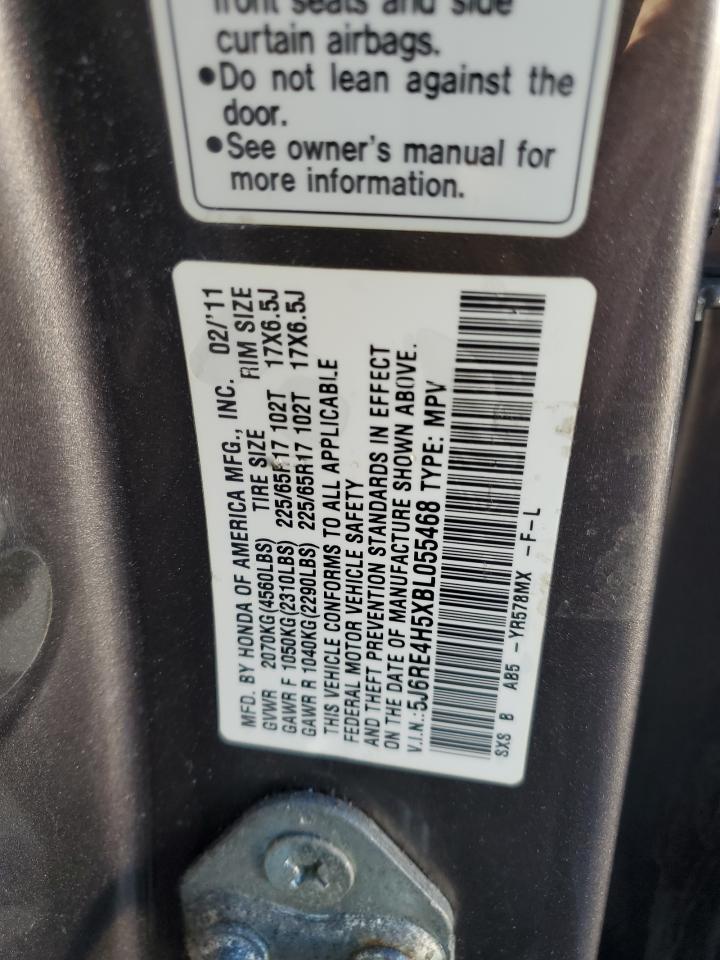 front seats and side
curtain airbags.
•Do not lean against the
door.
•See owner's manual for
more information.
MFD. BY HONDA OF AMERICA MFG., INC. 02/'11
GVWR 2070KG(4560LBS) TIRE SIZE RIM SIZE
GAWR F 1050KG(2310LBS) 225/65R17 102T 17X6.5J
GAWR R 1040KG(2290LBS) 225/65R17 102T 17X6.5J
THIS VEHICLE CONFORMS TO ALL APPLICABLE
FEDERAL MOTOR VEHICLE SAFETY
AND THEFT PREVENTION STANDARDS IN EFFECT
ON THE DATE OF MANUFACTURE SHOWN ABOVE.
V.I.N.:5J6RE4H5XBL055468 TYPE: MPV
SXS B AB5 -YR578MX -F-L